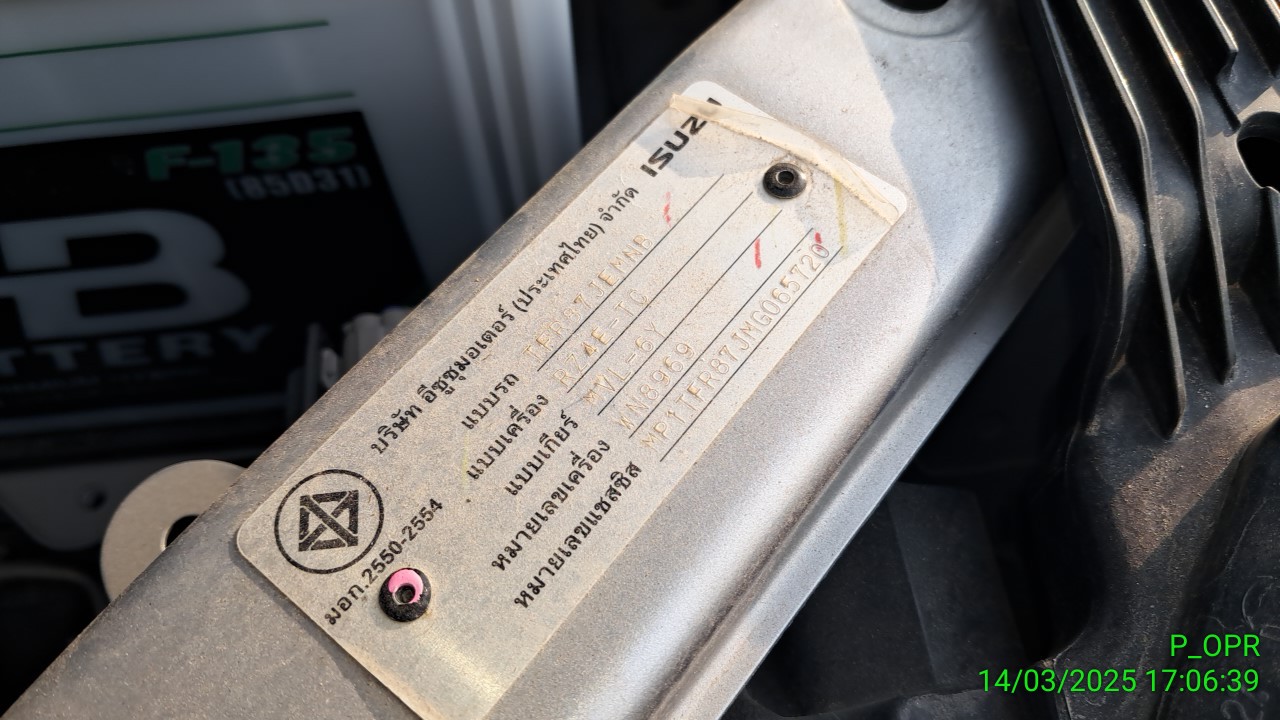 F-135
(85D31)
B
BATTERY
ISUZU
บริษัท อีซูซุมอเตอร์ (ประเทศไทย) จำกัด
แบบรถ TFR87JEMNB
แบบเครื่อง RZ4E-TC
แบบเกียร์ MVL-6Y
หมายเลขเครื่อง WN8969
หมายเลขแชสซิส MP1TFR87JMG065720
มอก.2550-2554
P_OPR
14/03/2025 17:06:39